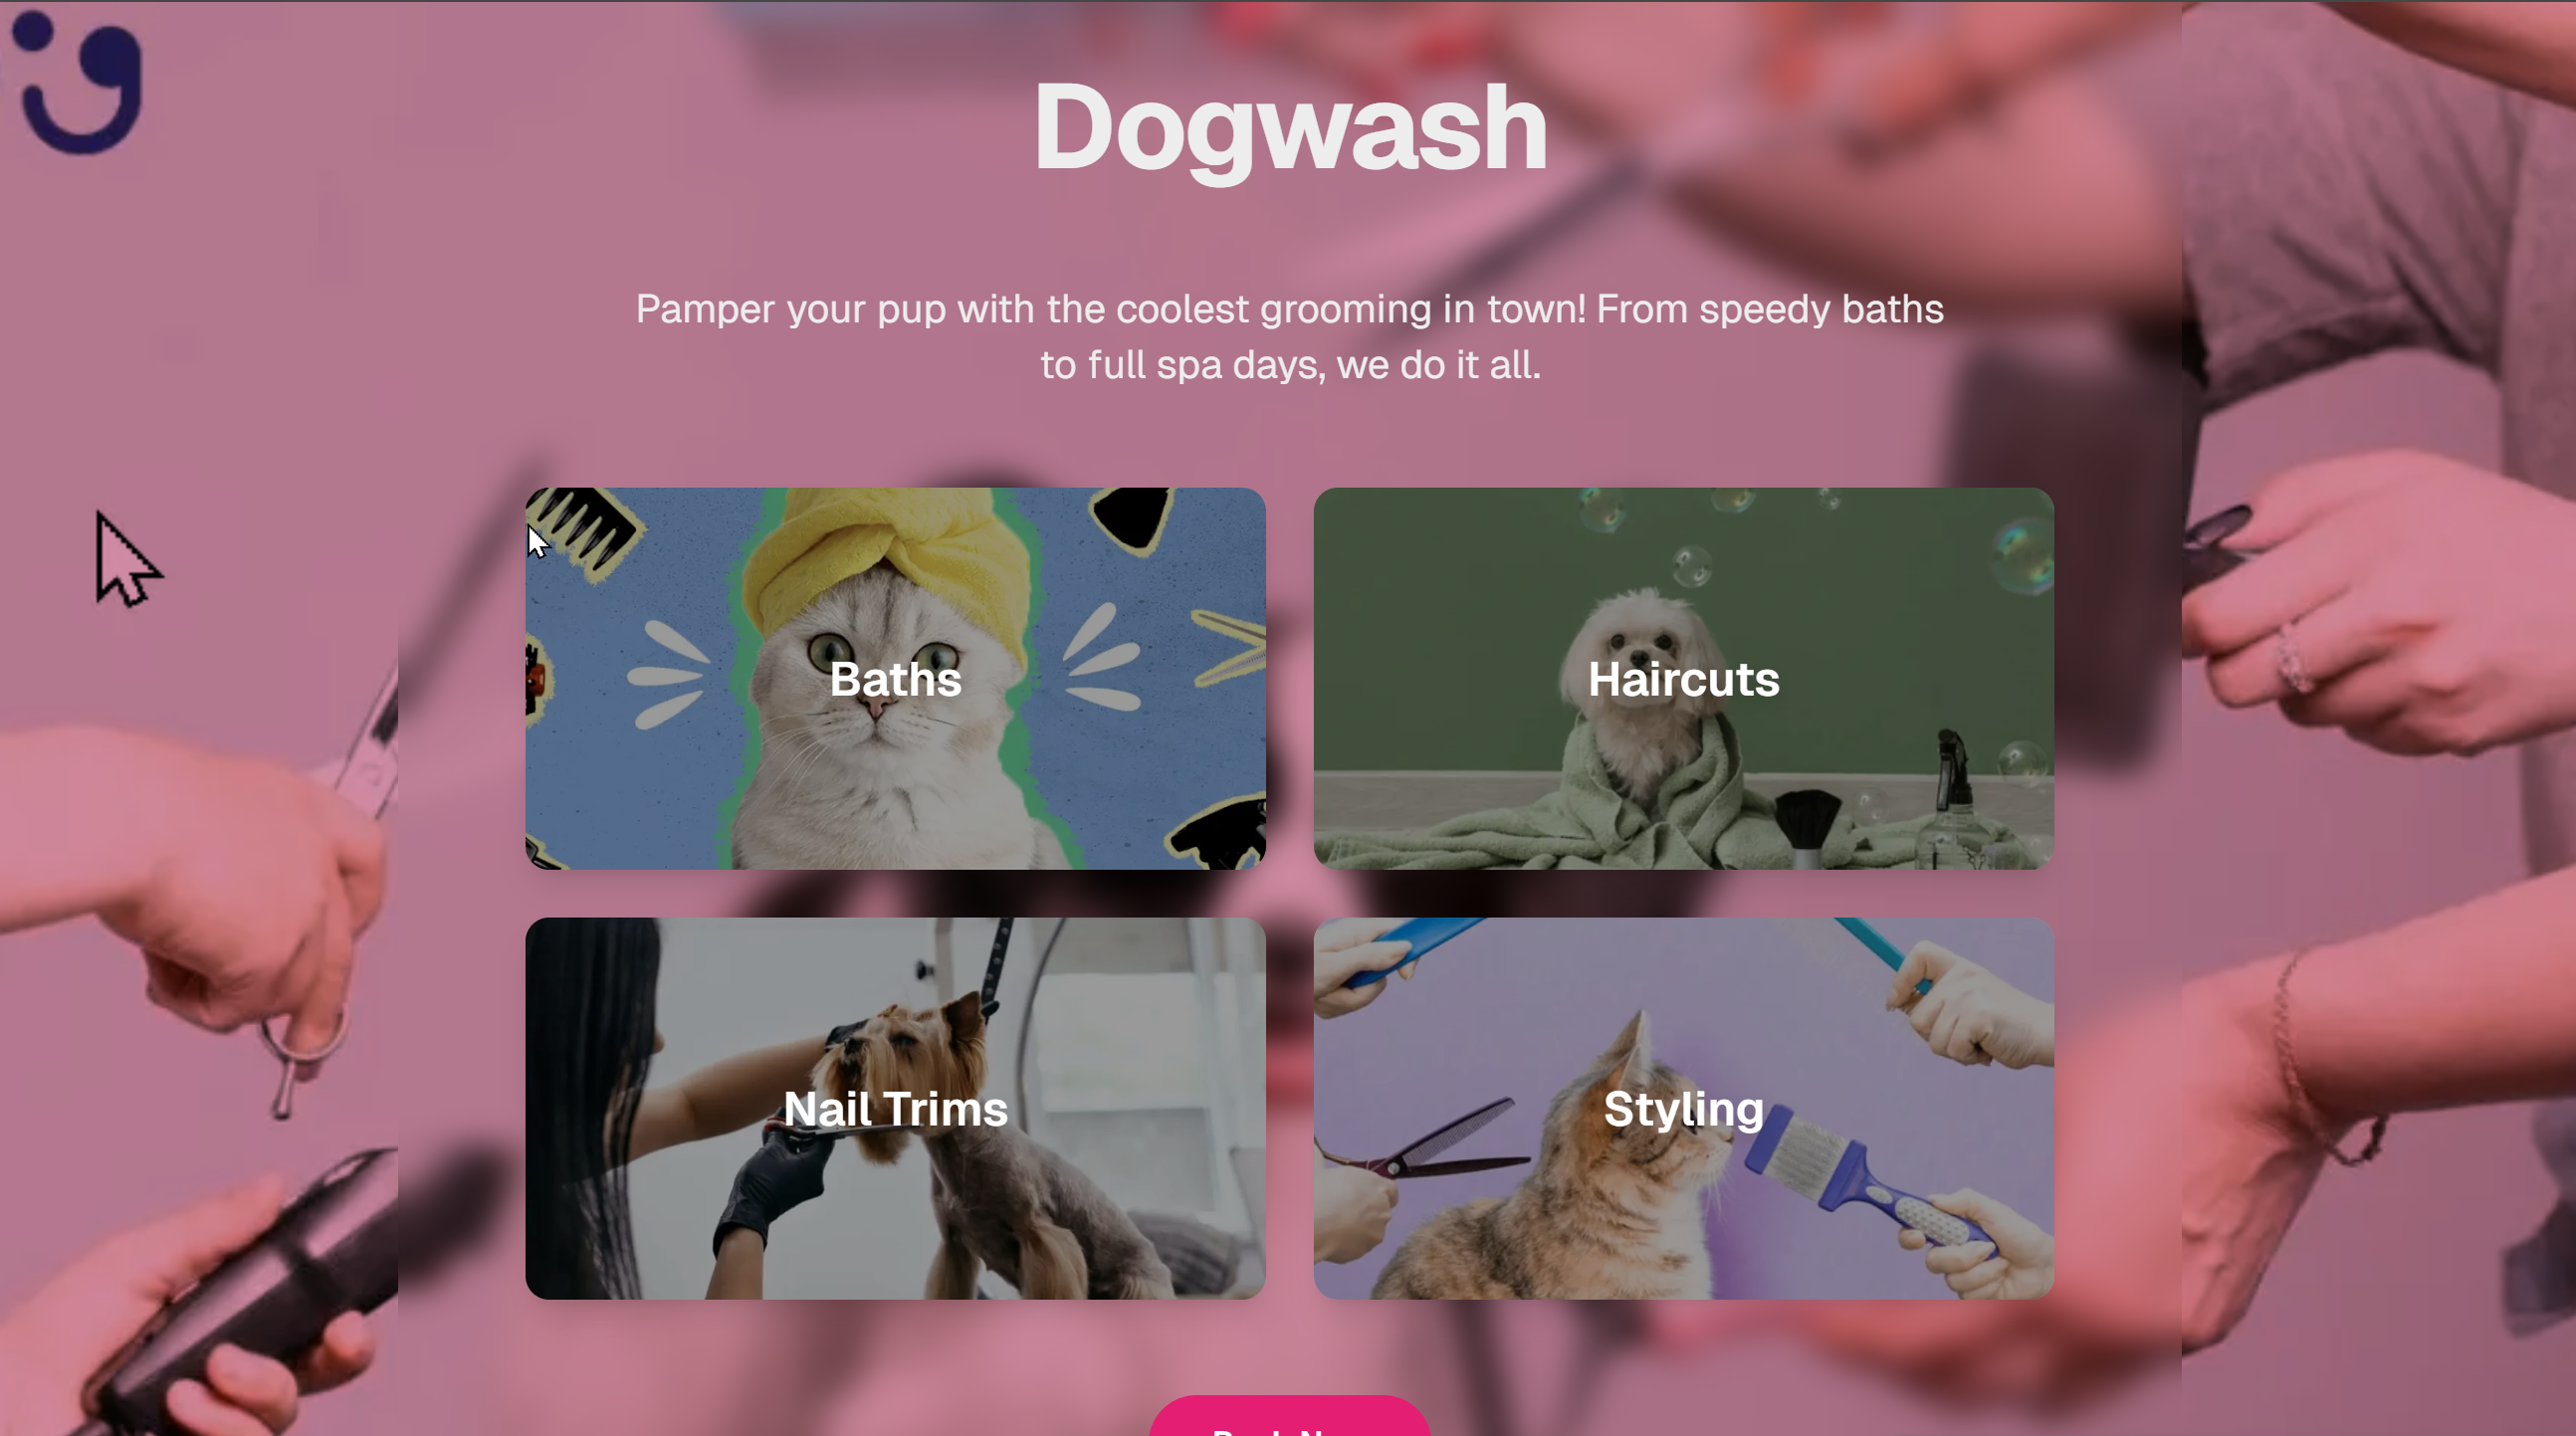 Dogwash
Pamper your pup with the coolest grooming in town! From speedy baths
to full spa days, we do it all.
Baths
Haircuts
Nail Trims
Styling